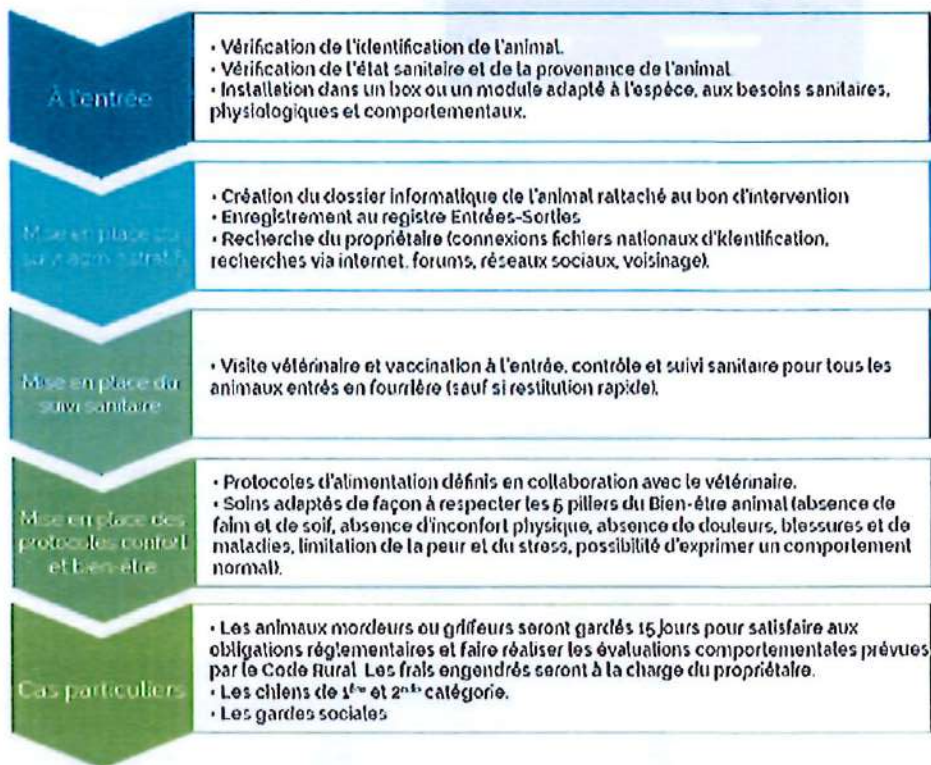 À l'entrée
• Vérification de l'identification de l'animal.
• Vérification de l'état sanitaire et de la provenance de l'animal
• Installation dans un box ou un module adapté à l'espèce, aux besoins sanitaires,
physiologiques et comportementaux.
Mise en place du
suivi administratif
• Création du dossier informatique de l'animal rattaché au bon d'intervention
• Enregistrement au registre Entrées-Sorties
• Recherche du propriétaire (connexions fichiers nationaux d'identification,
recherches via internet, forums, réseaux sociaux, voisinage).
Mise en place du
suivi sanitaire
• Visite vétérinaire et vaccination à l'entrée, contrôle et suivi sanitaire pour tous les
animaux entrés en fourrière (sauf si restitution rapide).
Mise en place des
protocoles confort
et bien-être
• Protocoles d'alimentation définis en collaboration avec le vétérinaire.
• Soins adaptés de façon à respecter les 5 piliers du Bien-être animal (absence de
faim et de soif, absence d'inconfort physique, absence de douleurs, blessures et de
maladies, limitation de la peur et du stress, possibilité d'exprimer un comportement
normal).
Cas particuliers
• Les animaux mordeurs ou griffeurs seront gardés 15 jours pour satisfaire aux
obligations réglementaires et faire réaliser les évaluations comportementales prévues
par le Code Rural. Les frais engendrés seront à la charge du propriétaire.
• Les chiens de 1ère et 2nde catégorie.
• Les gardes sociales